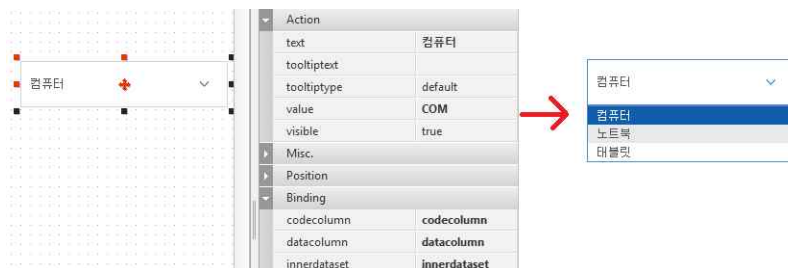 컴퓨터
Action
text 컴퓨터
tooltiptext
tooltiptype default
value COM
visible true
Misc.
Position
Binding
codecolumn codecolumn
datacolumn datacolumn
innerdataset innerdataset
컴퓨터
컴퓨터
노트북
태블릿